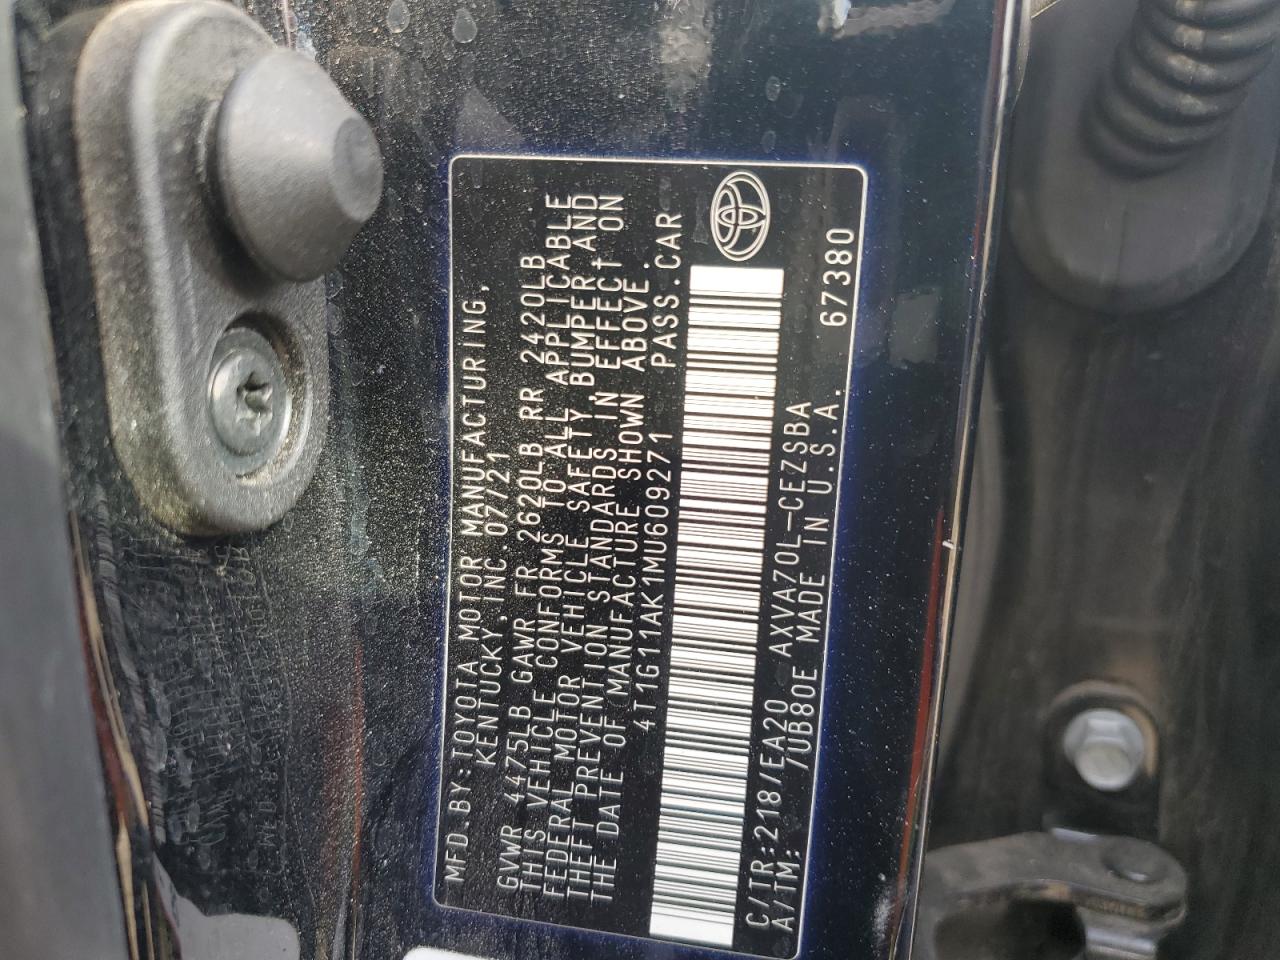 MFD.BY:TOYOTA MOTOR MANUFACTURING,
KENTUCKY, INC. 07/21
GVWR 4475LB GAWR FR 2620LB RR 2420LB
THIS VEHICLE CONFORMS TO ALL APPLICABLE
FEDERAL MOTOR VEHICLE SAFETY, BUMPER AND
THEFT PREVENTION STANDARDS IN EFFECT ON
THE DATE OF MANUFACTURE SHOWN ABOVE.
4T1G11AK1MU609271 PASS.CAR
C/TR:218/EA20 AXVA70L-CEZSBA
A/TM: /UB80E MADE IN U.S.A. 67380